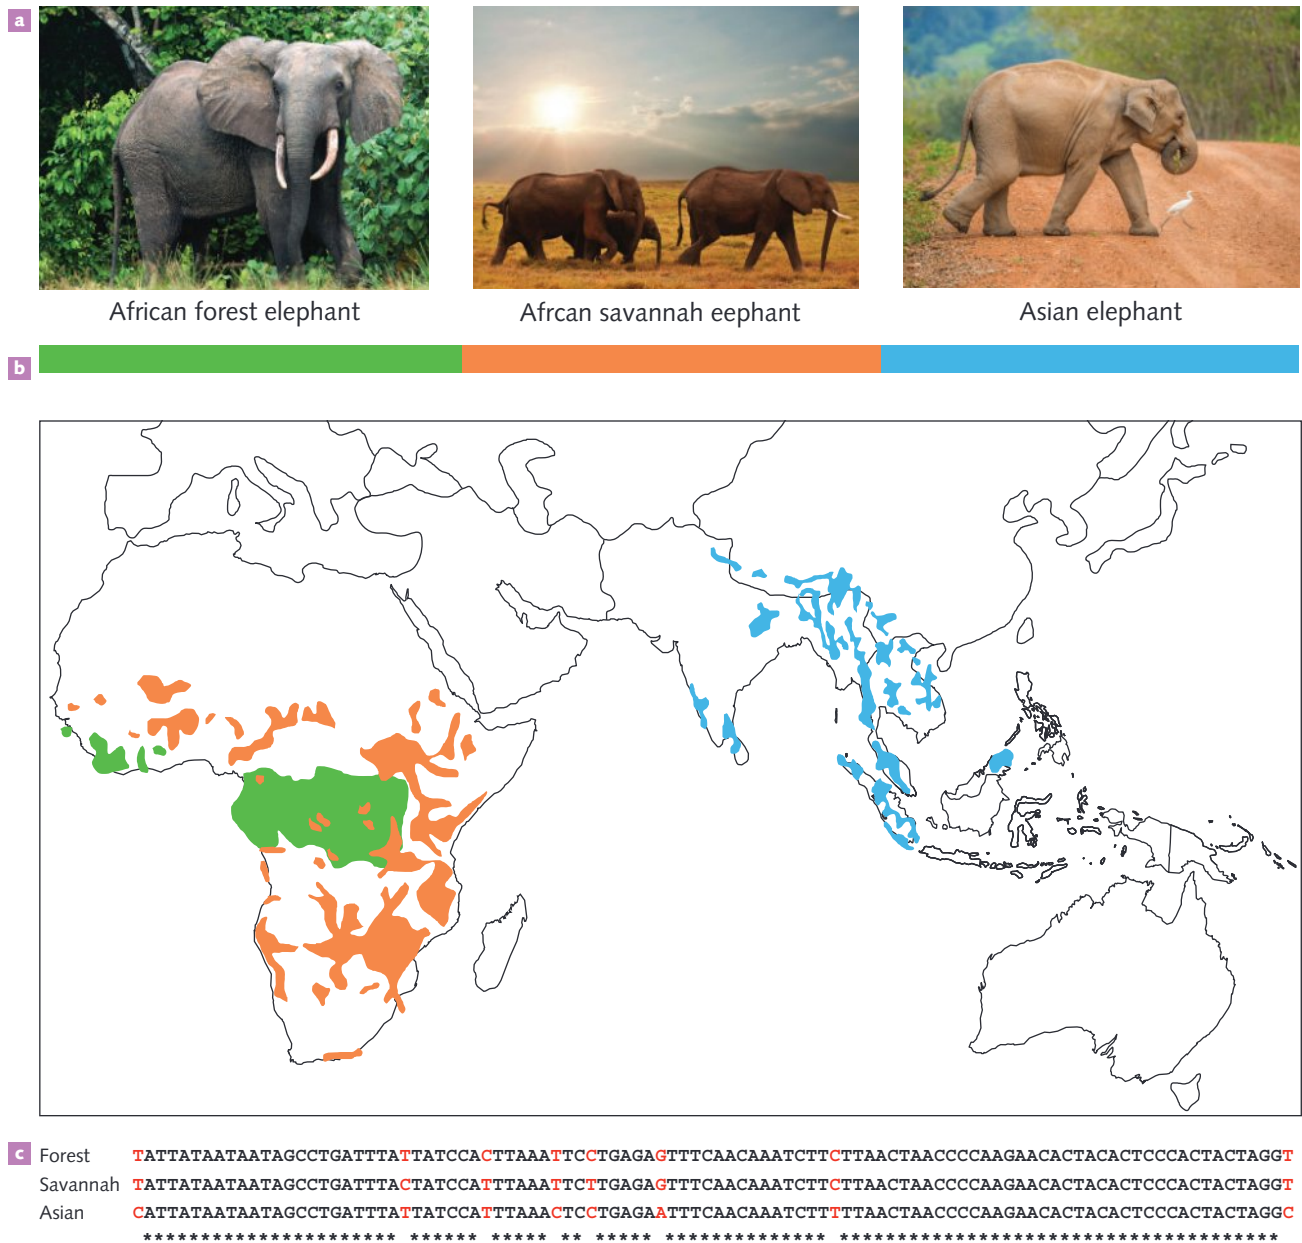 a
African forest elephant
Afrcan savannah eephant
Asian elephant
b
c
Forest TATTATAATAATAGCCTGATTTATTATCCACTTAAATTCCTGAGAGTTTCAACAAATCTTCTTAACTAACCCCAAGAACACTACACTCCCACTACTAGGT
Savannah TATTATAATAATAGCCTGATTTACTATCCATTTAAATTCTTGAGAGTTTCAACAAATCTTCTTAACTAACCCCAAGAACACTACACTCCCACTACTAGGT
Asian CATTATAATAATAGCCTGATTTATTATCCATTTAAACTCCTGAGAATTTCAACAAATCTTTTTAACTAACCCCAAGAACACTACACTCCCACTACTAGGC
********************** ****** ***** ** ***** ************** **************************************